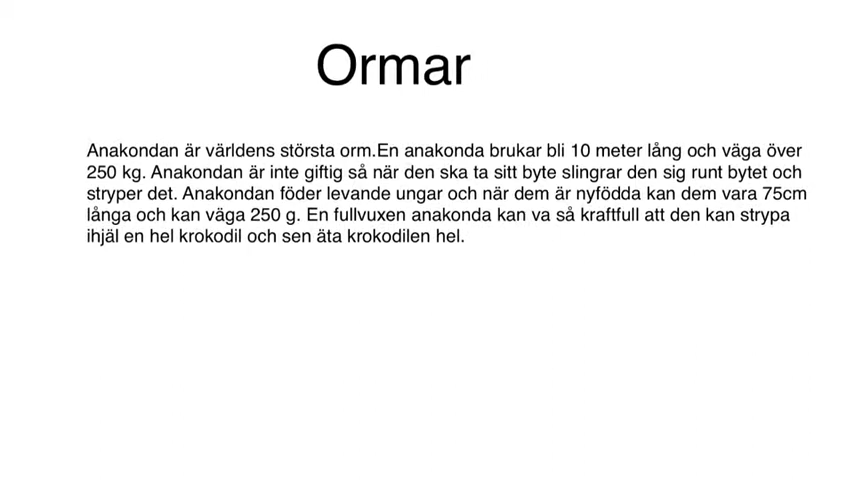 Ormar
Anakondan är världens största orm.En anakonda brukar bli 10 meter lång och väga över
250 kg. Anakondan är inte giftig så när den ska ta sitt byte slingrar den sig runt bytet och
stryper det. Anakondan föder levande ungar och när dem är nyfödda kan dem vara 75cm
långa och kan väga 250 g. En fullvuxen anakonda kan va så kraftfull att den kan strypa
ihjäl en hel krokodil och sen äta krokodilen hel.